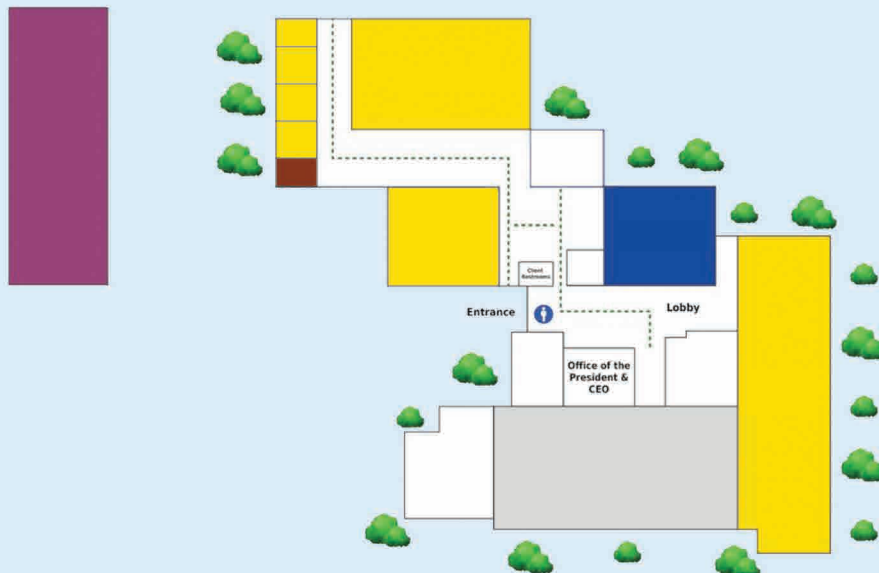 Client
Restrooms
Entrance
Lobby
Office of the
President &
CEO